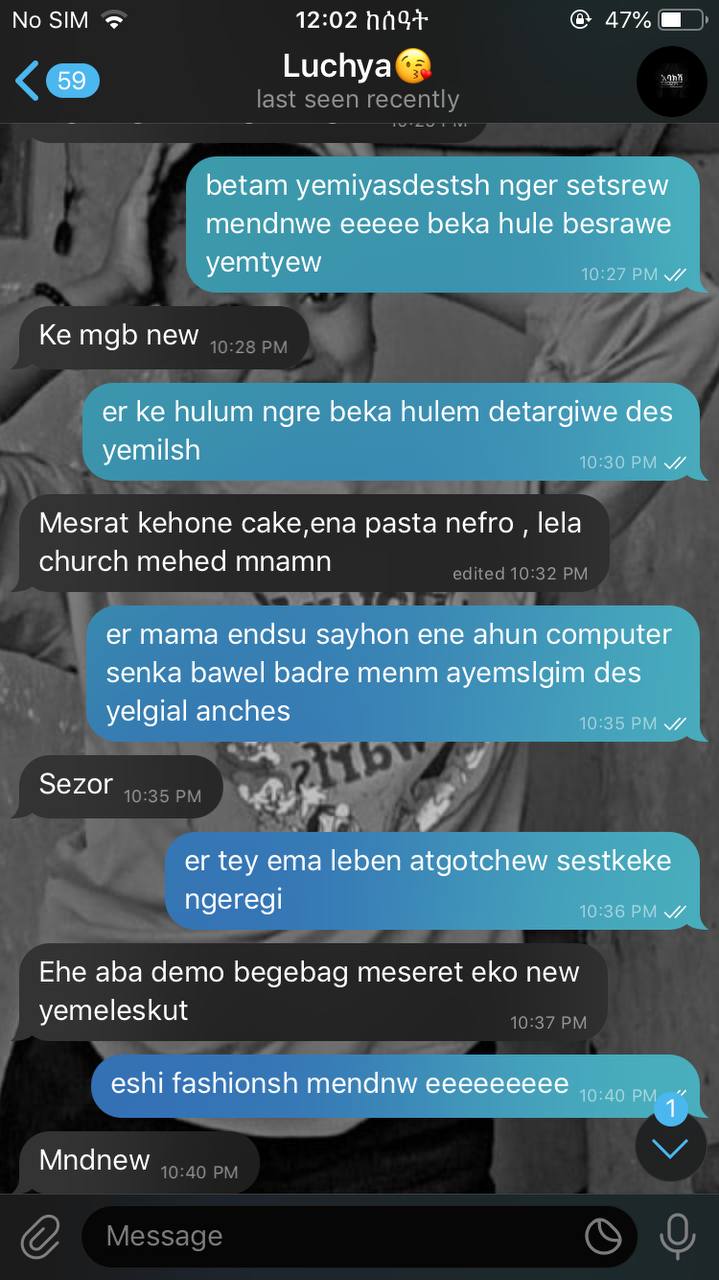 No SIM 12:02 ከሰዓት 47%
59 Luchya😘
last seen recently
betam yemiyasdestsh nger setsrew
mendnwe eeeee beka hule besrawe
yemtyew 10:27 PM
Ke mgb new 10:28 PM
er ke hulum ngre beka hulem detargiwe des
yemilsh 10:30 PM
Mesrat kehone cake,ena pasta nefro , lela
church mehed mnamn edited 10:32 PM
er mama endsu sayhon ene ahun computer
senka bawel badre menm ayemslgim des
yelgial anches 10:35 PM
Sezor 10:35 PM
er tey ema leben atgotchew sestkeke
ngeregi 10:36 PM
Ehe aba demo begebag meseret eko new
yemeleskut 10:37 PM
eshi fashionsh mendnw eeeeeeeee 10:40 PM
1
Mndnew 10:40 PM
Message